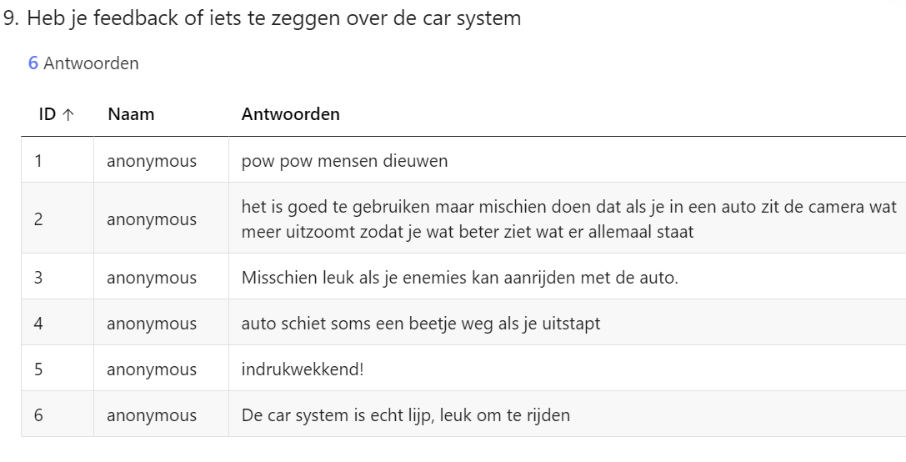 9. Heb je feedback of iets te zeggen over de car system
6 Antwoorden
ID ↑ Naam Antwoorden
1 anonymous pow pow mensen dieuwen
2 anonymous het is goed te gebruiken maar mischien doen dat als je in een auto zit de camera wat
meer uitzoomt zodat je wat beter ziet wat er allemaal staat
3 anonymous Misschien leuk als je enemies kan aanrijden met de auto.
4 anonymous auto schiet soms een beetje weg als je uitstapt
5 anonymous indrukwekkend!
6 anonymous De car system is echt lijp, leuk om te rijden